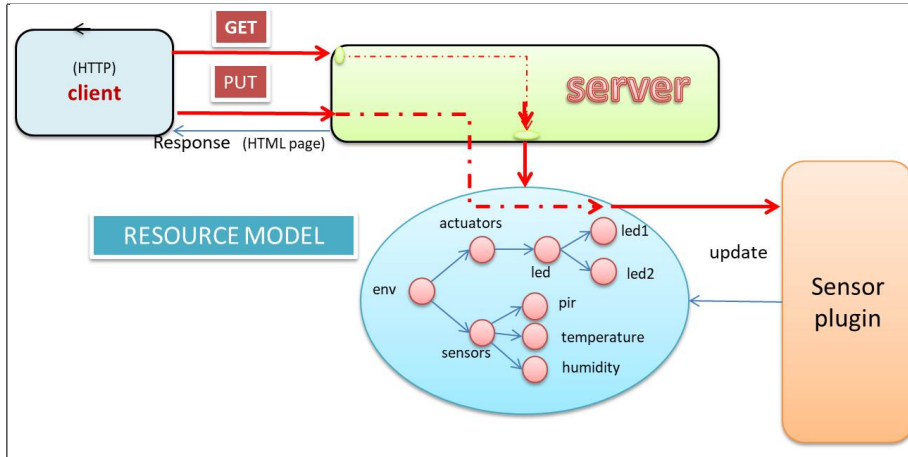 GET
(HTTP)
client
PUT
server
Response (HTML page)
RESOURCE MODEL
actuators
led1
led
led2
env
pir
sensors
temperature
humidity
update
Sensor
plugin